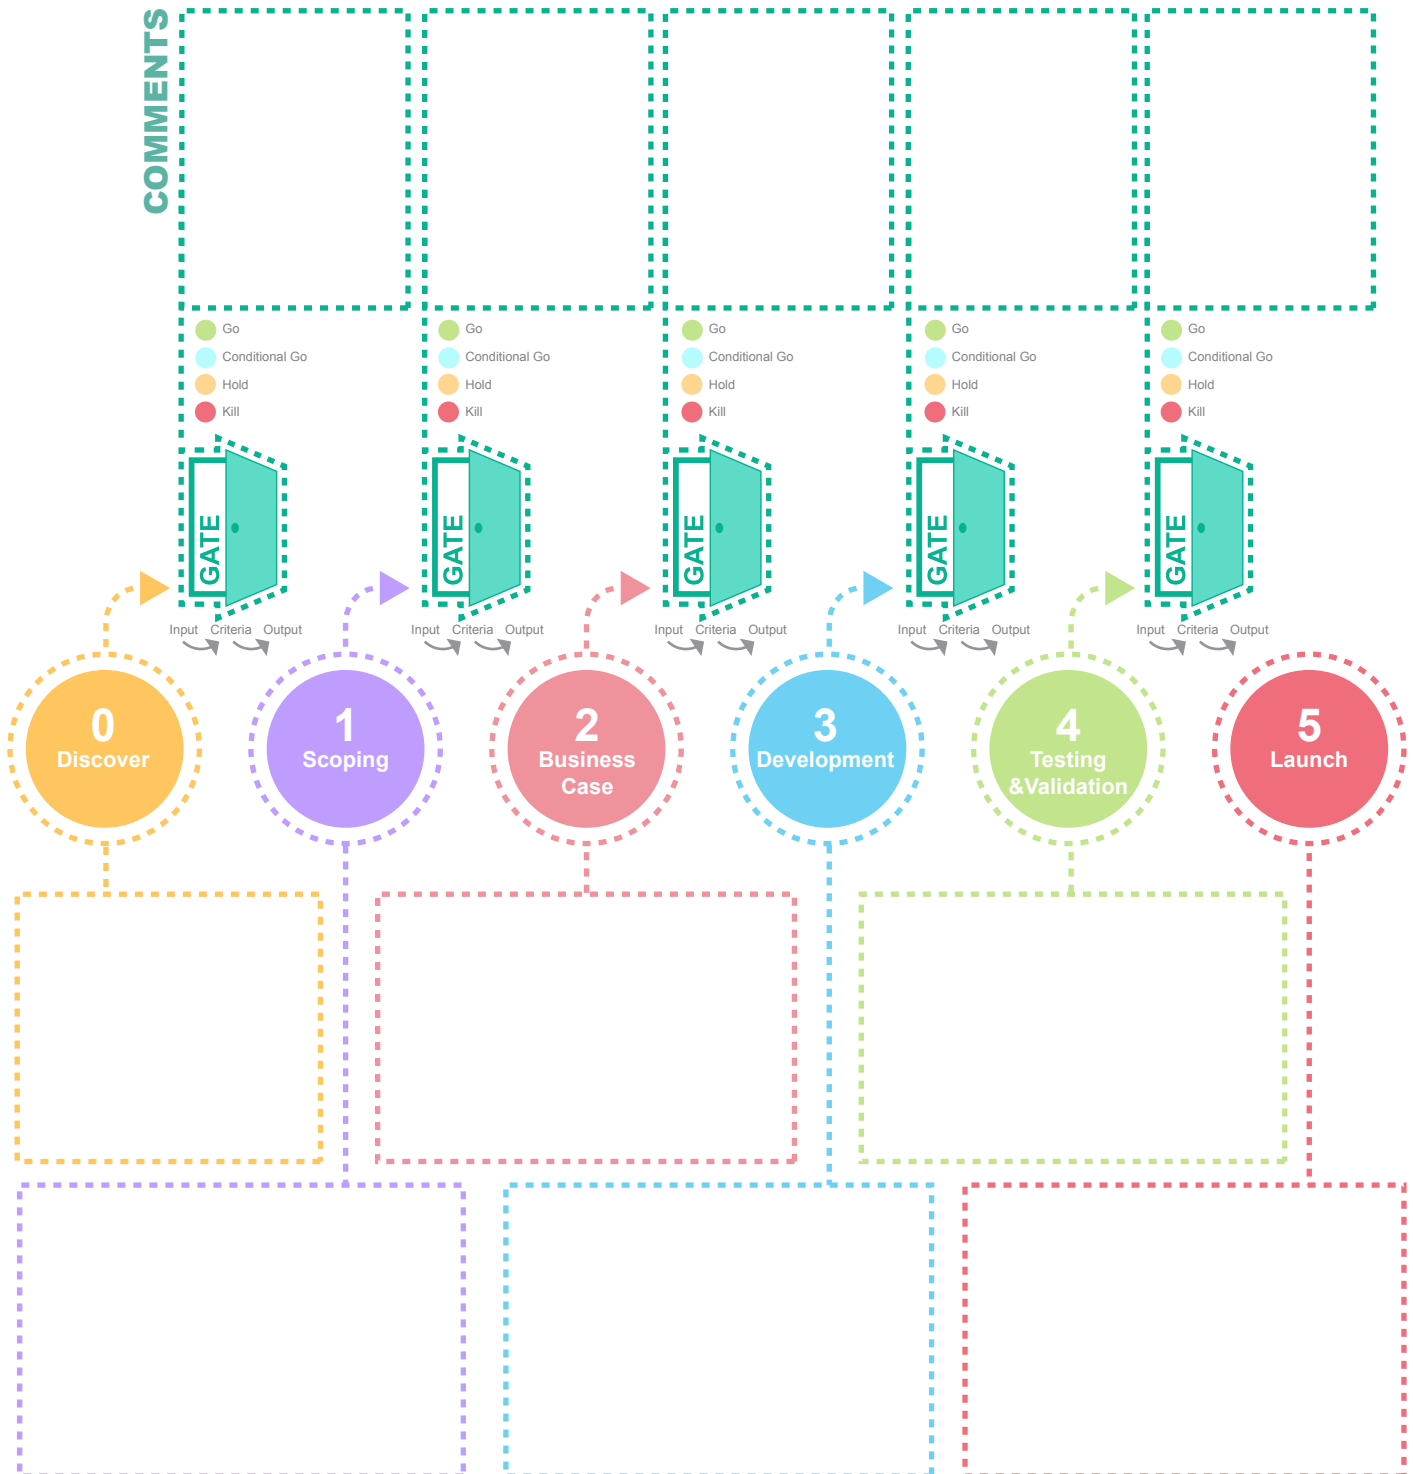 COMMENTS
Go
Conditional Go
Hold
Kill
Go
Conditional Go
Hold
Kill
Go
Conditional Go
Hold
Kill
Go
Conditional Go
Hold
Kill
Go
Conditional Go
Hold
Kill
GATE
GATE
GATE
GATE
GATE
Input Criteria Output
Input Criteria Output
Input Criteria Output
Input Criteria Output
Input Criteria Output
0
Discover
1
Scoping
2
Business
Case
3
Development
4
Testing
&Validation
5
Launch